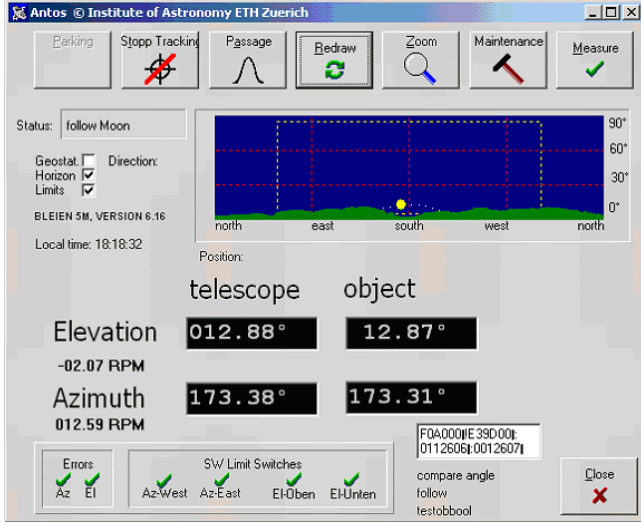 Antos © Institute of Astronomy ETH Zuerich
Parking Stopp Tracking Passage Redraw Zoom Maintenance Measure
Status: follow Moon
90°
60°
30°
0°
Geostat. Direction:
Horizon
Limits
BLEIEN 5M, VERSION 6.16
north east south west north
Local time: 18:18:32
Position:
telescope object
Elevation 012.88° 12.87°
-02.07 RPM
Azimuth 173.38° 173.31°
012.59 RPM
F0A000||E39D00|:
0112606|:0012607|
Errors
Az El
SW Limit Switches
Az-West Az-East El-Oben El-Unten
compare angle
follow
testobbool
Close